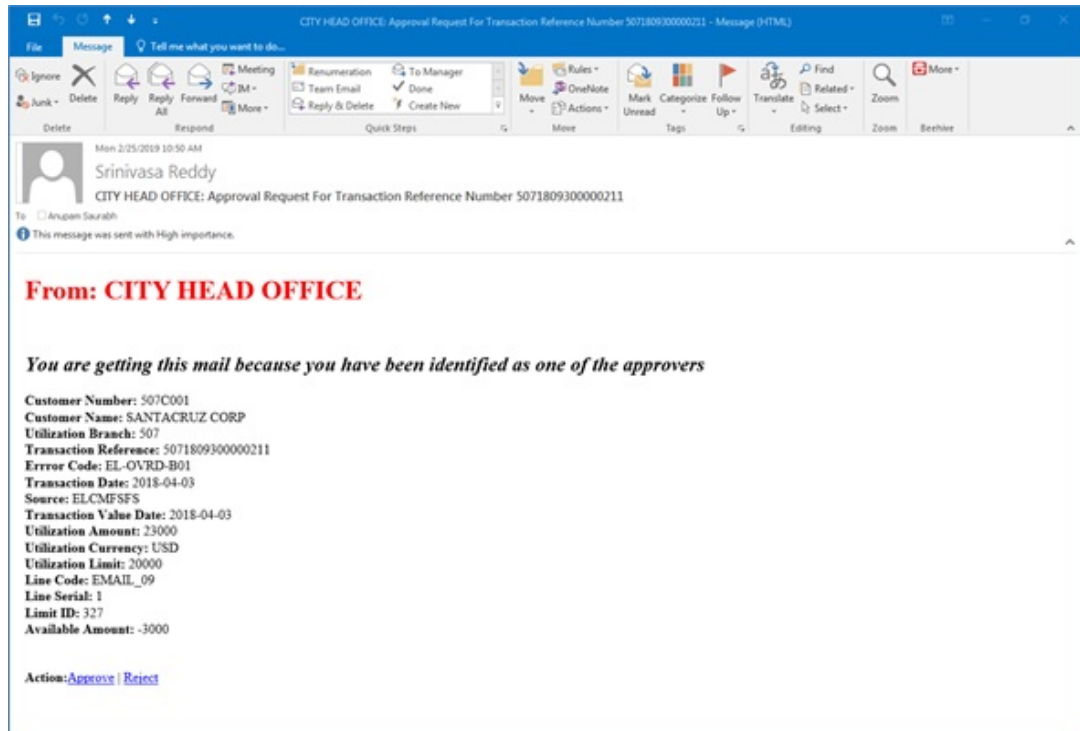 CITY HEAD OFFICE: Approval Request For Transaction Reference Number 5071809300000211 - Message (HTML)
File Message Tell me what you want to do...
Ignore
Junk
Delete
Reply
Reply All
Forward
Meeting
IM
More
Renumeration
Team Email
Reply & Delete
To Manager
Done
Create New
Move
Rules
OneNote
Actions
Mark Unread
Categorize
Follow Up
Translate
Find
Related
Select
Zoom
More
Delete Respond Quick Steps Move Tags Editing Zoom Beehive
Mon 2/25/2019 10:50 AM
Srinivasa Reddy
CITY HEAD OFFICE: Approval Request For Transaction Reference Number 5071809300000211
To Anupam Saurabh
This message was sent with High importance.
From: CITY HEAD OFFICE
You are getting this mail because you have been identified as one of the approvers
Customer Number: 507C001
Customer Name: SANTACRUZ CORP
Utilization Branch: 507
Transaction Reference: 5071809300000211
Errror Code: EL-OVRD-B01
Transaction Date: 2018-04-03
Source: ELCMFSFS
Transaction Value Date: 2018-04-03
Utilization Amount: 23000
Utilization Currency: USD
Utilization Limit: 20000
Line Code: EMAIL_09
Line Serial: 1
Limit ID: 327
Available Amount: -3000
Action:Approve | Reject